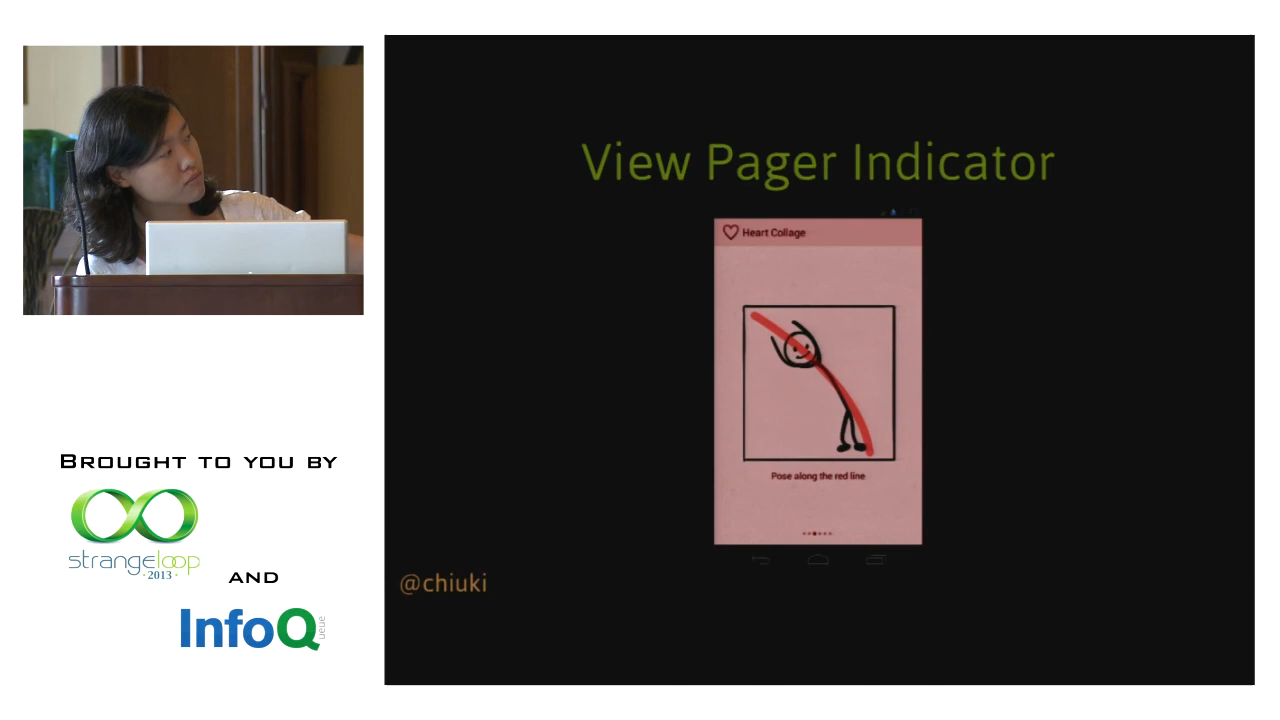 View Pager Indicator
Heart Collage
Pose along the red line
@chiuki
BROUGHT TO YOU BY
strangeloop
·2013·
AND
InfoQ
ueue